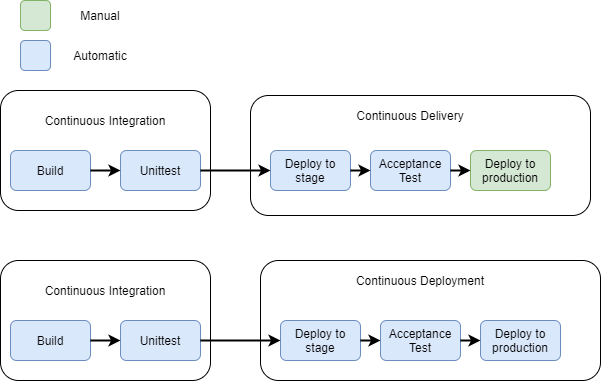 Manual
Automatic
Continuous Integration
Build
Unittest
Continuous Delivery
Deploy to
stage
Acceptance
Test
Deploy to
production
Continuous Integration
Build
Unittest
Continuous Deployment
Deploy to
stage
Acceptance
Test
Deploy to
production